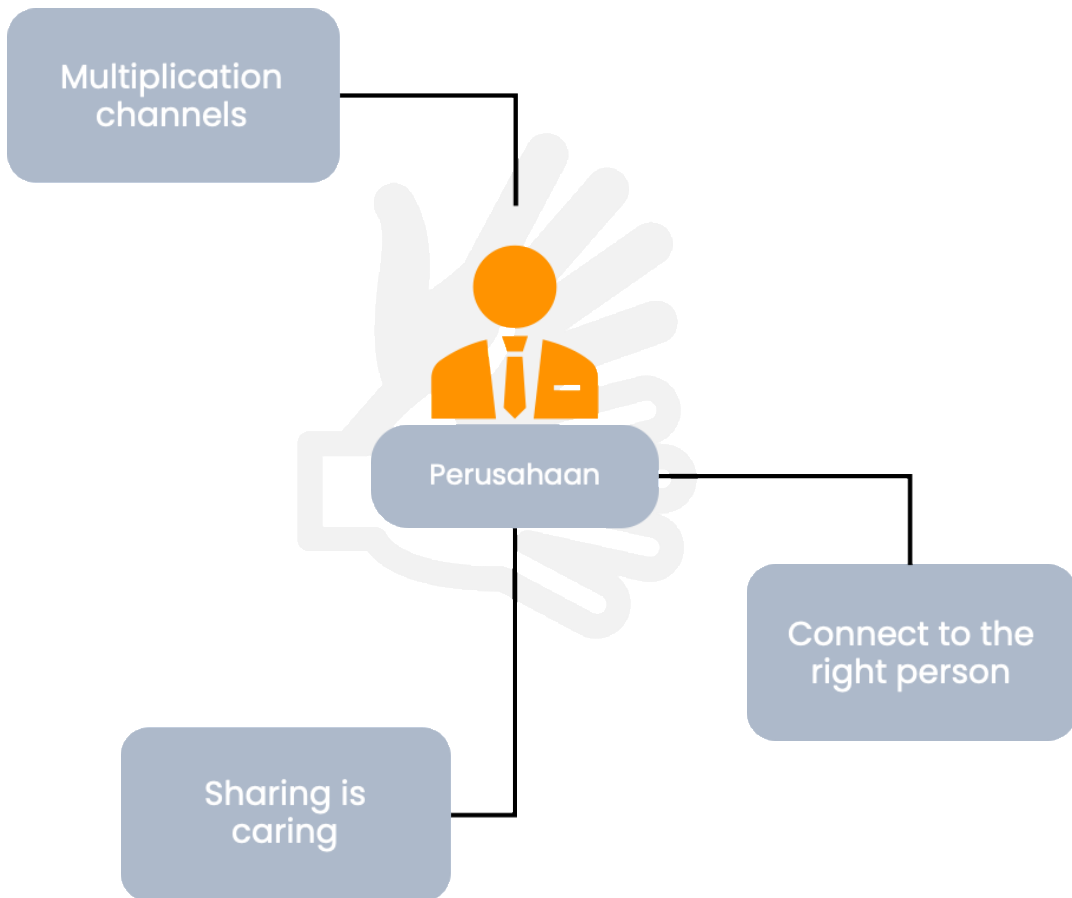 Multiplication
channels
Perusahaan
Connect to the
right person
Sharing is
caring